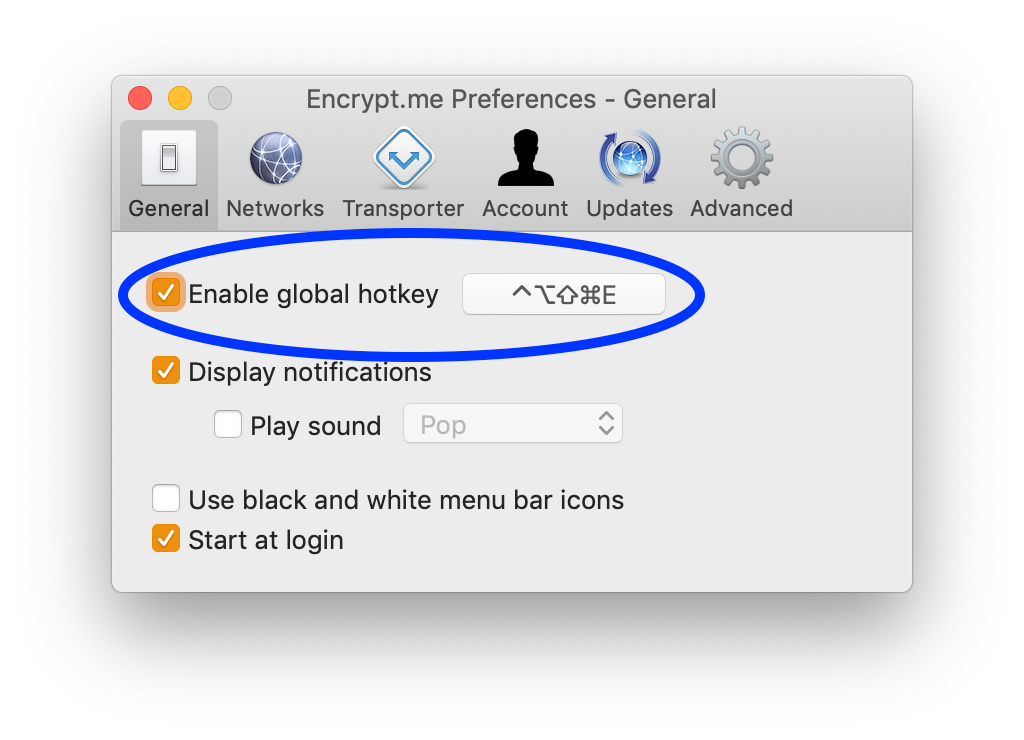 Encrypt.me Preferences - General
General Networks Transporter Account Updates Advanced
Enable global hotkey ^⌥⇧⌘E
Display notifications
Play sound Pop
Use black and white menu bar icons
Start at login